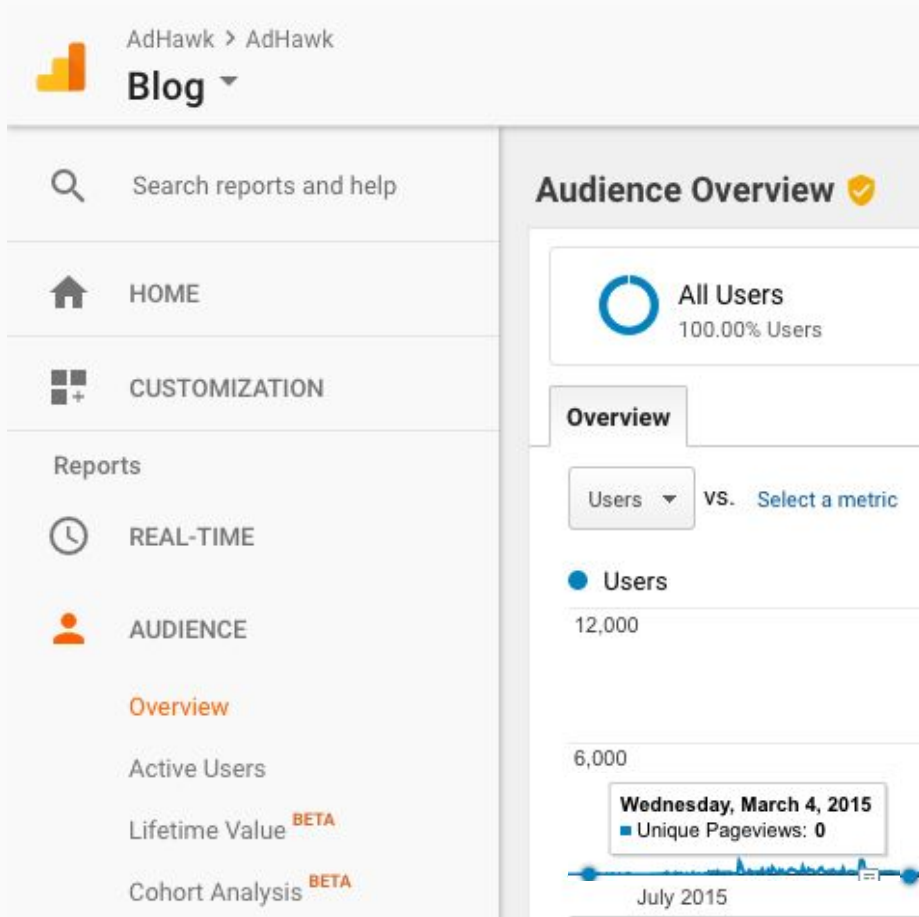 AdHawk > AdHawk
Blog
Search reports and help
HOME
CUSTOMIZATION
Reports
REAL-TIME
AUDIENCE
Overview
Active Users
Lifetime Value BETA
Cohort Analysis BETA
Audience Overview
All Users
100.00% Users
Overview
Users VS. Select a metric
Users
12,000
6,000
Wednesday, March 4, 2015
Unique Pageviews: 0
July 2015